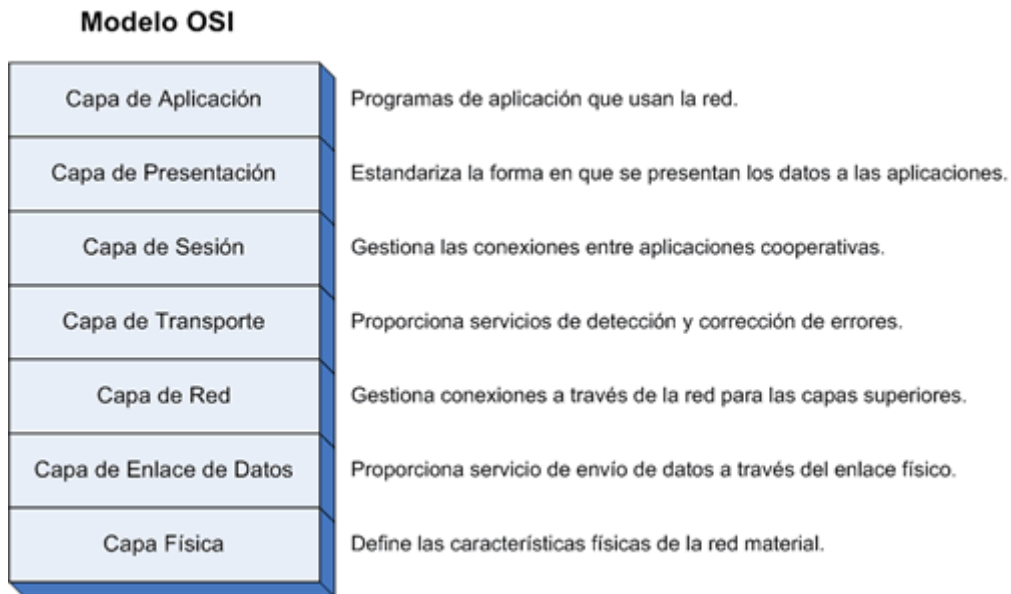 Modelo OSI
Capa de Aplicación
Programas de aplicación que usan la red.
Capa de Presentación
Estandariza la forma en que se presentan los datos a las aplicaciones.
Capa de Sesión
Gestiona las conexiones entre aplicaciones cooperativas.
Capa de Transporte
Proporciona servicios de detección y corrección de errores.
Capa de Red
Gestiona conexiones a través de la red para las capas superiores.
Capa de Enlace de Datos
Proporciona servicio de envío de datos a través del enlace físico.
Capa Física
Define las características físicas de la red material.